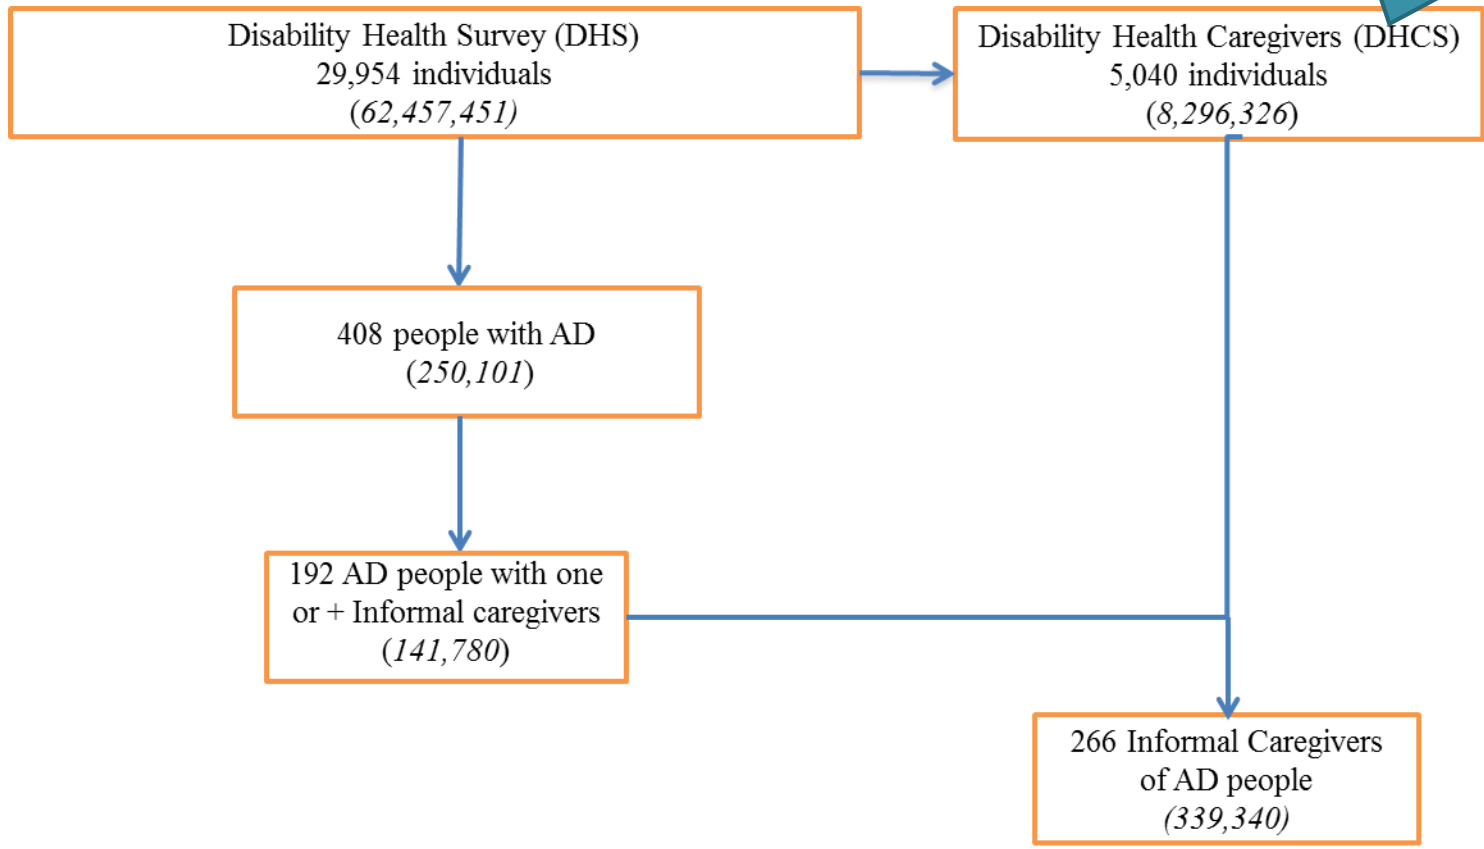 Disability Health Survey (DHS)
29,954 individuals
(62,457,451)
Disability Health Caregivers (DHCS)
5,040 individuals
(8,296,326)
408 people with AD
(250,101)
192 AD people with one
or + Informal caregivers
(141,780)
266 Informal Caregivers
of AD people
(339,340)